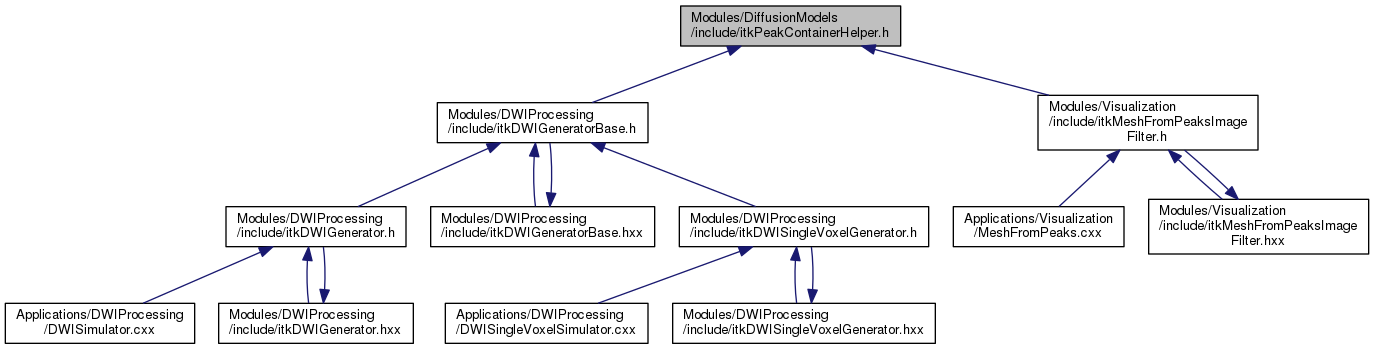 Modules/DiffusionModels
/include/itkPeakContainerHelper.h
Modules/DWIProcessing
/include/itkDWIGeneratorBase.h
Modules/Visualization
/include/itkMeshFromPeaksImage
Filter.h
Modules/DWIProcessing
/include/itkDWIGenerator.h
Modules/DWIProcessing
/include/itkDWIGeneratorBase.hxx
Modules/DWIProcessing
/include/itkDWISingleVoxelGenerator.h
Applications/Visualization
/MeshFromPeaks.cxx
Modules/Visualization
/include/itkMeshFromPeaksImage
Filter.hxx
Applications/DWIProcessing
/DWISimulator.cxx
Modules/DWIProcessing
/include/itkDWIGenerator.hxx
Applications/DWIProcessing
/DWISingleVoxelSimulator.cxx
Modules/DWIProcessing
/include/itkDWISingleVoxelGenerator.hxx